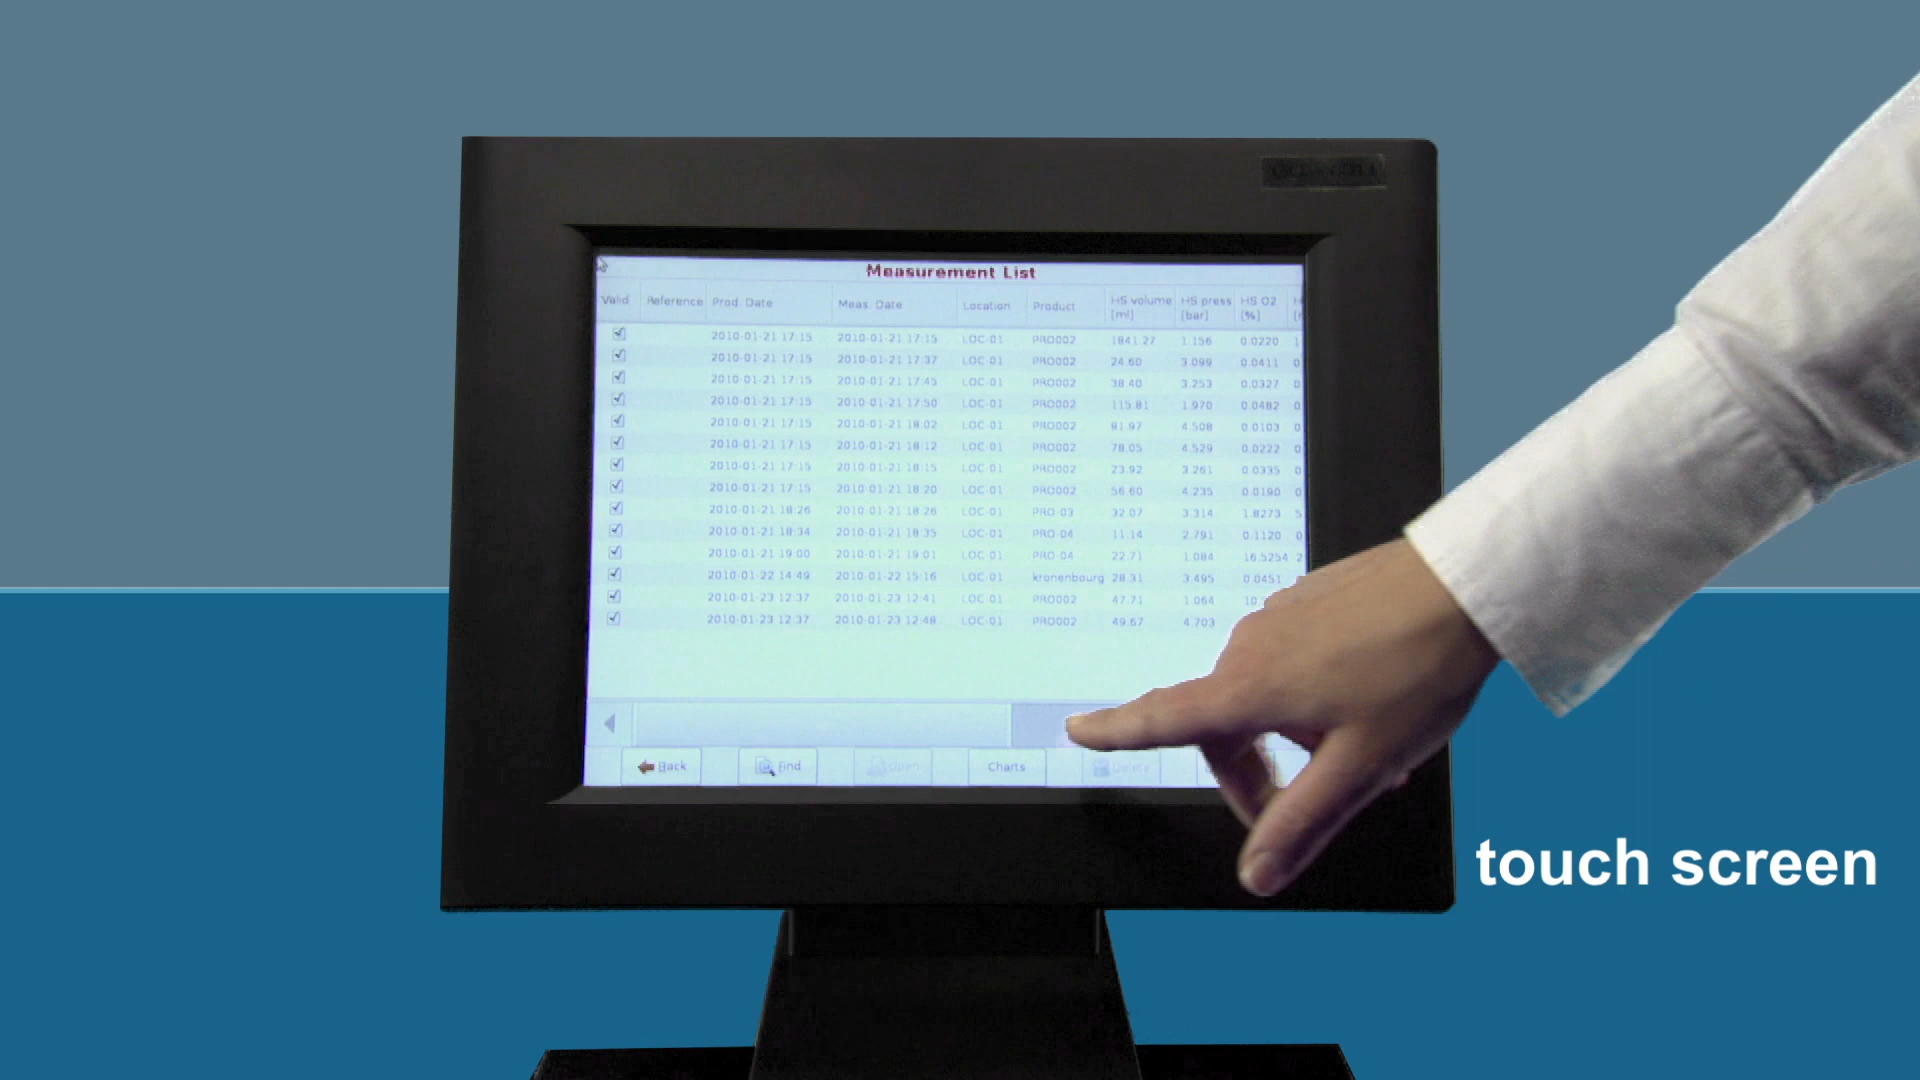 Measurement List
Valid Reference Prod. Date Meas. Date Location Product HS volume [ml] HS press [bar] HS O2 [%]
2010-01-21 17:15 2010-01-21 17:15 LOC-01 PRO002 1841.27 1.156 0.0220 1
2010-01-21 17:15 2010-01-21 17:37 LOC-01 PRO002 24.60 3.099 0.0411 0
2010-01-21 17:15 2010-01-21 17:45 LOC-01 PRO002 38.40 3.253 0.0327 0
2010-01-21 17:15 2010-01-21 17:50 LOC-01 PRO002 115.81 1.970 0.0482 0
2010-01-21 17:15 2010-01-21 18:02 LOC-01 PRO002 81.97 4.508 0.0103 0
2010-01-21 17:15 2010-01-21 18:12 LOC-01 PRO002 78.05 4.529 0.0222 0
2010-01-21 17:15 2010-01-21 18:15 LOC-01 PRO002 23.92 3.261 0.0335 0
2010-01-21 17:15 2010-01-21 18:20 LOC-01 PRO002 56.60 4.235 0.0190 0
2010-01-21 18:26 2010-01-21 18:26 LOC-01 PRO-03 32.07 3.314 1.8273 5
2010-01-21 18:34 2010-01-21 18:35 LOC-01 PRO-04 11.14 2.791 0.1120 0
2010-01-21 19:00 2010-01-21 19:01 LOC-01 PRO-04 22.71 1.084 16.5254 2
2010-01-22 14:49 2010-01-22 15:16 LOC-01 kronenbourg 28.31 3.495 0.0451
2010-01-23 12:37 2010-01-23 12:41 LOC-01 PRO002 47.71 1.064
2010-01-23 12:37 2010-01-23 12:48 LOC-01 PRO002 49.67 4.703
Back Find Open Charts Delete
touch screen